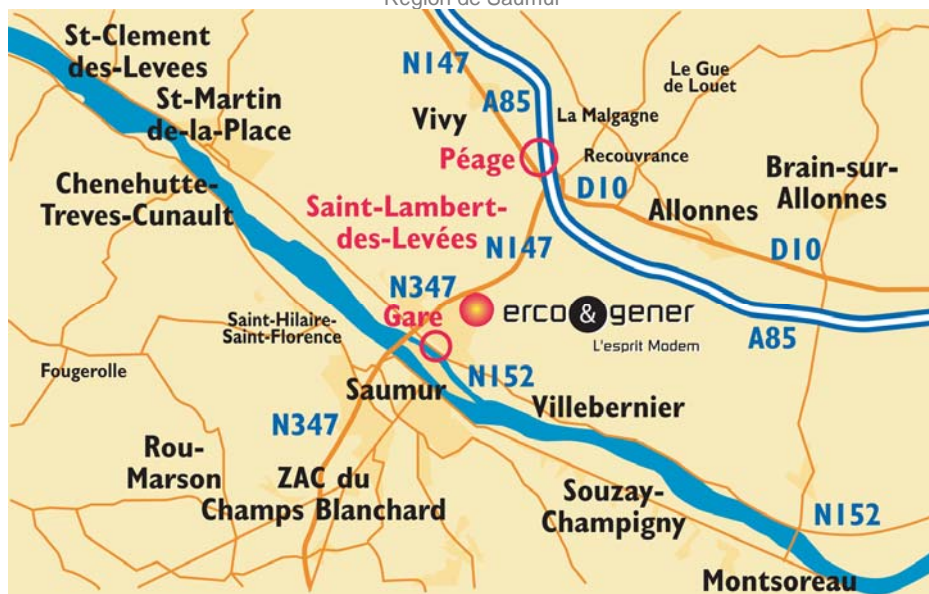 Région de Saumur
St-Clement
des-Levees
St-Martin
de-la-Place
Chenehutte-
Treves-Cunault
N147
A85
Vivy
Péage
Le Gue
de Louet
La Malgagne
Recouvrance
D10
Allonnes
Brain-sur-
Allonnes
D10
Saint-Lambert-
des-Levées
N147
N347
Gare
erco & gener
L'esprit Modem
A85
Saint-Hilaire-
Saint-Florence
Fougerolle
Saumur
N152
Villebernier
N347
Rou-
Marson
ZAC du
Champs Blanchard
Souzay-
Champigny
N152
Montsoreau